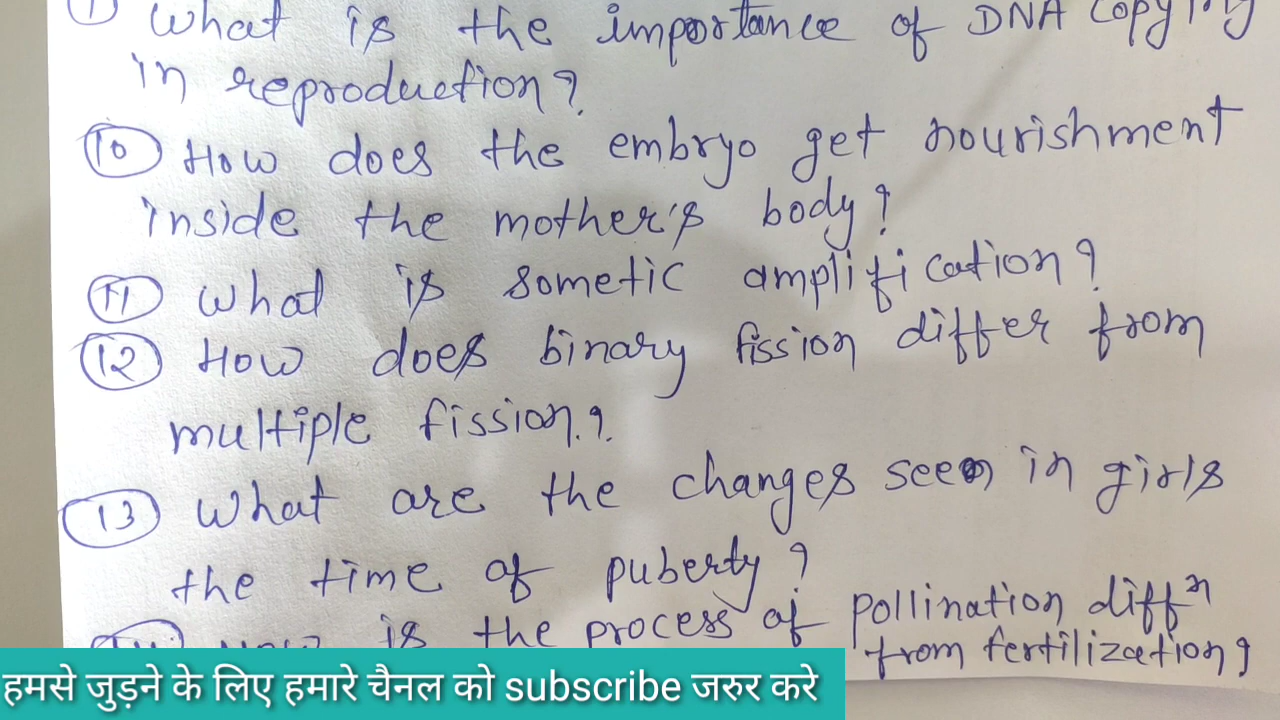 What is the importance of DNA copying
in reproduction?
10 How does the embryo get nourishment
inside the mother's body?
11 What is sometic amplification?
12 How does binary fission differ from
multiple fission.?
13 What are the changes seen in girls
the time of puberty?
is the process of pollination diffn
from fertilization?
हमसे जुड़ने के लिए हमारे चैनल को subscribe जरुर करे